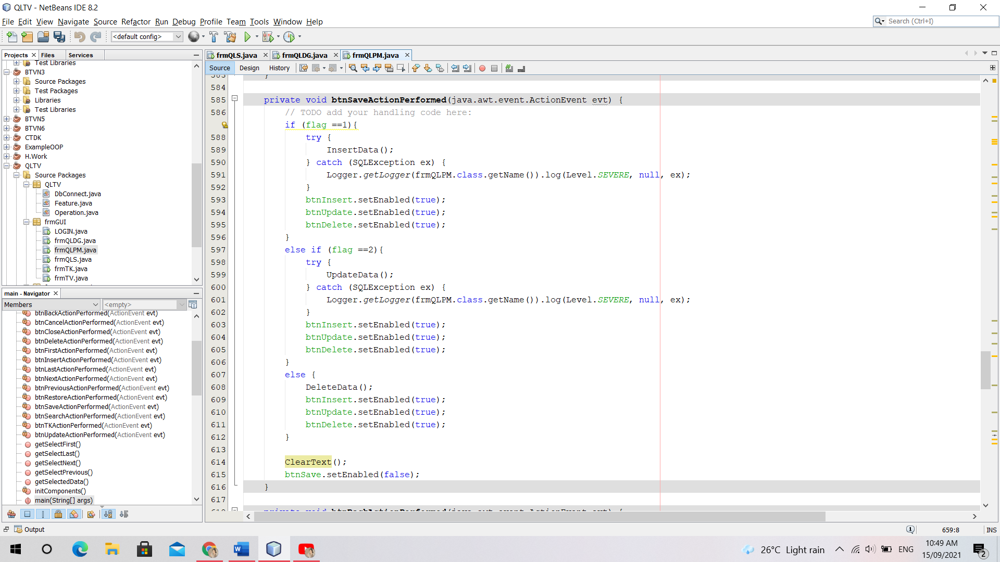 QLTV - NetBeans IDE 8.2
File Edit View Navigate Source Refactor Run Debug Profile Team Tools Window Help
Search (Ctrl+I)
<default config>
Projects Files Services
Test Libraries
BTVN3
Source Packages
Test Packages
Libraries
Test Libraries
BTVN5
BTVN6
CTDK
ExampleOOP
H.Work
QLTV
Source Packages
QLTV
DbConnect.java
Feature.java
Operation.java
frmGUI
LOGIN.java
frmQLDG.java
frmQLPM.java
frmQLS.java
frmTK.java
frmTV.java
main - Navigator
Members <empty>
btnBackActionPerformed(ActionEvent evt)
btnCancelActionPerformed(ActionEvent evt)
btnCloseActionPerformed(ActionEvent evt)
btnDeleteActionPerformed(ActionEvent evt)
btnFirstActionPerformed(ActionEvent evt)
btnInsertActionPerformed(ActionEvent evt)
btnLastActionPerformed(ActionEvent evt)
btnNextActionPerformed(ActionEvent evt)
btnPreviousActionPerformed(ActionEvent evt)
btnRestoreActionPerformed(ActionEvent evt)
btnSaveActionPerformed(ActionEvent evt)
btnSearchActionPerformed(ActionEvent evt)
btnTKActionPerformed(ActionEvent evt)
btnUpdateActionPerformed(ActionEvent evt)
getSelectFirst()
getSelectLast()
getSelectNext()
getSelectPrevious()
getSelectedData()
initComponents()
main(String[] args)
frmQLS.java frmQLDG.java frmQLPM.java
Source Design History
583 }
584
585 private void btnSaveActionPerformed(java.awt.event.ActionEvent evt) {
586 // TODO add your handling code here:
if (flag ==1){
588 try {
589 InsertData();
590 } catch (SQLException ex) {
591 Logger.getLogger(frmQLPM.class.getName()).log(Level.SEVERE, null, ex);
592 }
593 btnInsert.setEnabled(true);
594 btnUpdate.setEnabled(true);
595 btnDelete.setEnabled(true);
596 }
597 else if (flag ==2){
598 try {
599 UpdateData();
600 } catch (SQLException ex) {
601 Logger.getLogger(frmQLPM.class.getName()).log(Level.SEVERE, null, ex);
602 }
603 btnInsert.setEnabled(true);
604 btnUpdate.setEnabled(true);
605 btnDelete.setEnabled(true);
606 }
607 else {
608 DeleteData();
609 btnInsert.setEnabled(true);
610 btnUpdate.setEnabled(true);
611 btnDelete.setEnabled(true);
612 }
613
614 ClearText();
615 btnSave.setEnabled(false);
616 }
617
618 private void btnBackActionPerformed(java.awt.event.ActionEvent evt) {
Output
1 659:8 INS
26°C Light rain ENG
10:49 AM
15/09/2021
2